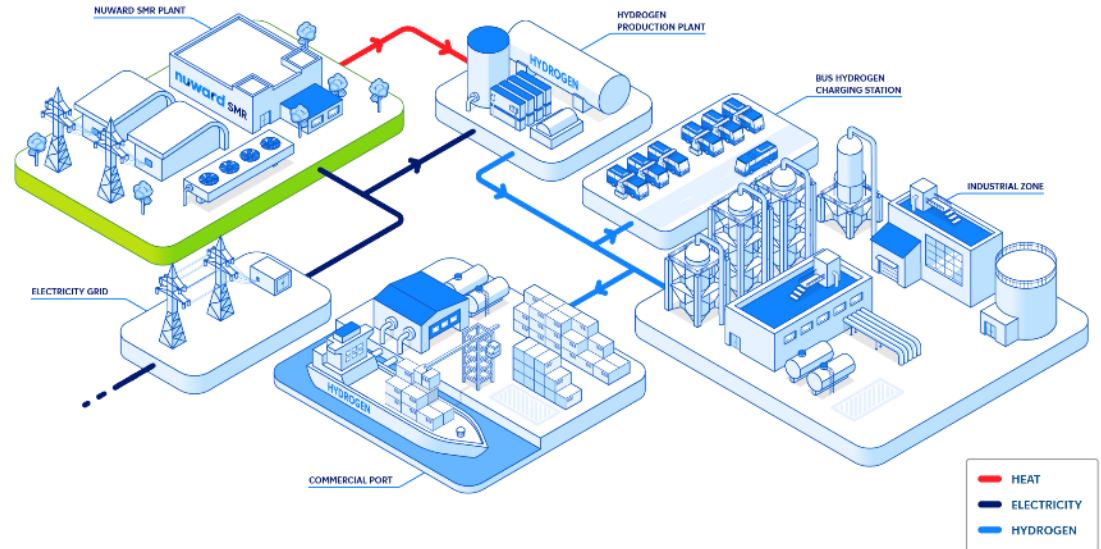 NUWARD SMR PLANT
HYDROGEN
PRODUCTION PLANT
HYDROGEN
nuward SMR
BUS HYDROGEN
CHARGING STATION
INDUSTRIAL ZONE
ELECTRICITY GRID
HYDROGEN
COMMERCIAL PORT
HEAT
ELECTRICITY
HYDROGEN